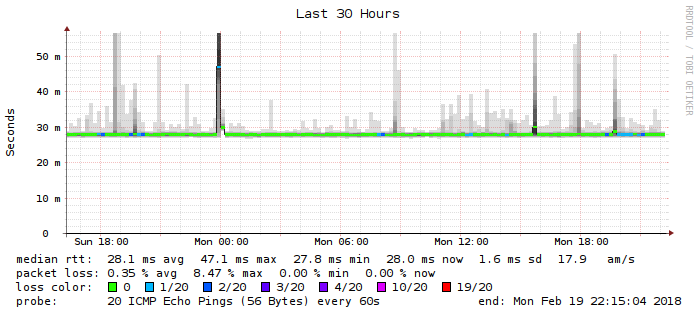 Last 30 Hours
RRDTOOL / TOBI OETIKER
Seconds
50 m
40 m
30 m
20 m
10 m
0
Sun 18:00 Mon 00:00 Mon 06:00 Mon 12:00 Mon 18:00
median rtt: 28.1 ms avg 47.1 ms max 27.8 ms min 28.0 ms now 1.6 ms sd 17.9 am/s
packet loss: 0.35 % avg 8.47 % max 0.00 % min 0.00 % now
loss color: 0 1/20 2/20 3/20 4/20 10/20 19/20
probe: 20 ICMP Echo Pings (56 Bytes) every 60s end: Mon Feb 19 22:15:04 2018